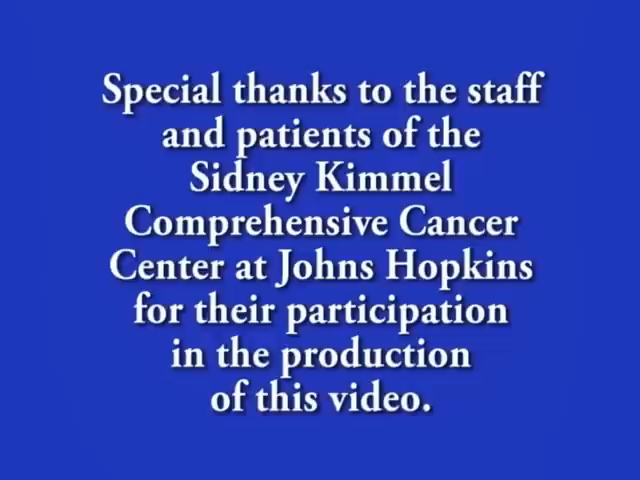 Special thanks to the staff
and patients of the
Sidney Kimmel
Comprehensive Cancer
Center at Johns Hopkins
for their participation
in the production
of this video.